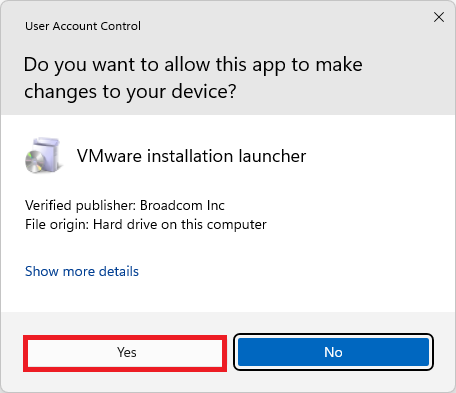 User Account Control
Do you want to allow this app to make
changes to your device?
VMware installation launcher
Verified publisher: Broadcom Inc
File origin: Hard drive on this computer
Show more details
Yes
No